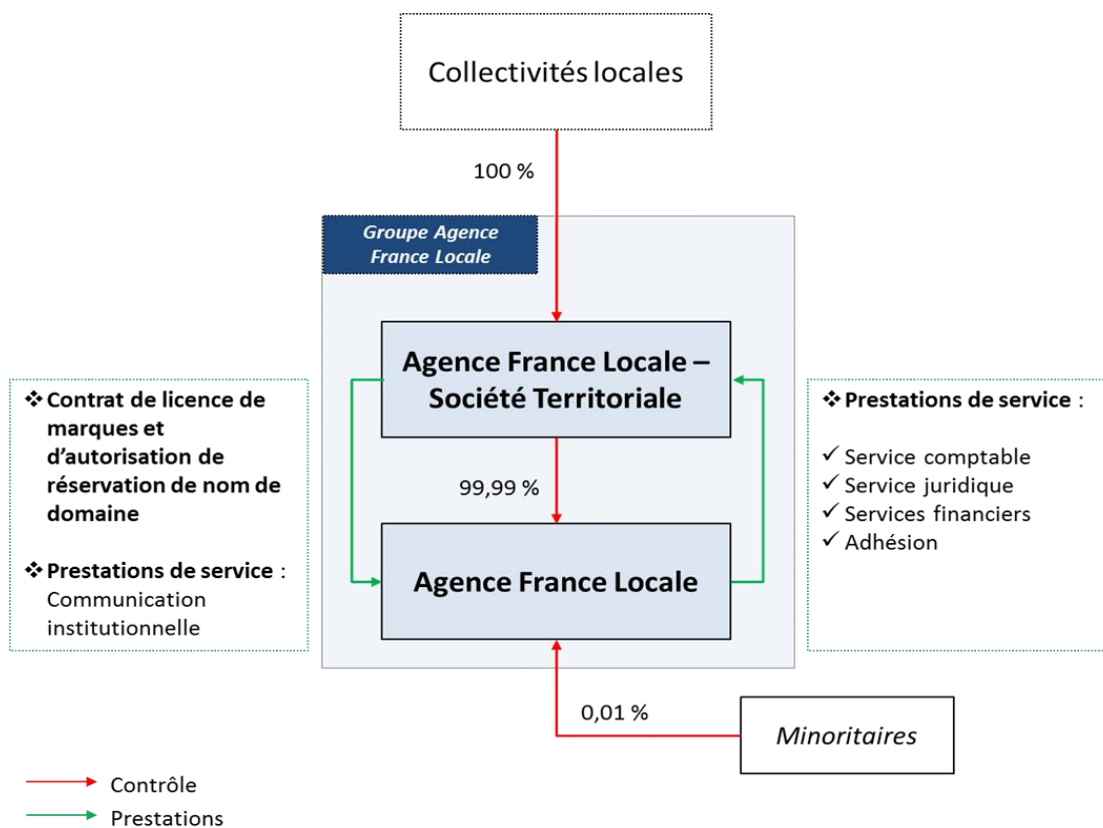 Collectivités locales
100 %
Groupe Agence
France Locale
Agence France Locale –
Société Territoriale
❖ Contrat de licence de
marques et
d’autorisation de
réservation de nom de
domaine
❖ Prestations de service :
Communication
institutionnelle
99,99 %
❖ Prestations de service :
✓ Service comptable
✓ Service juridique
✓ Services financiers
✓ Adhésion
Agence France Locale
0,01 %
Minoritaires
Contrôle
Prestations